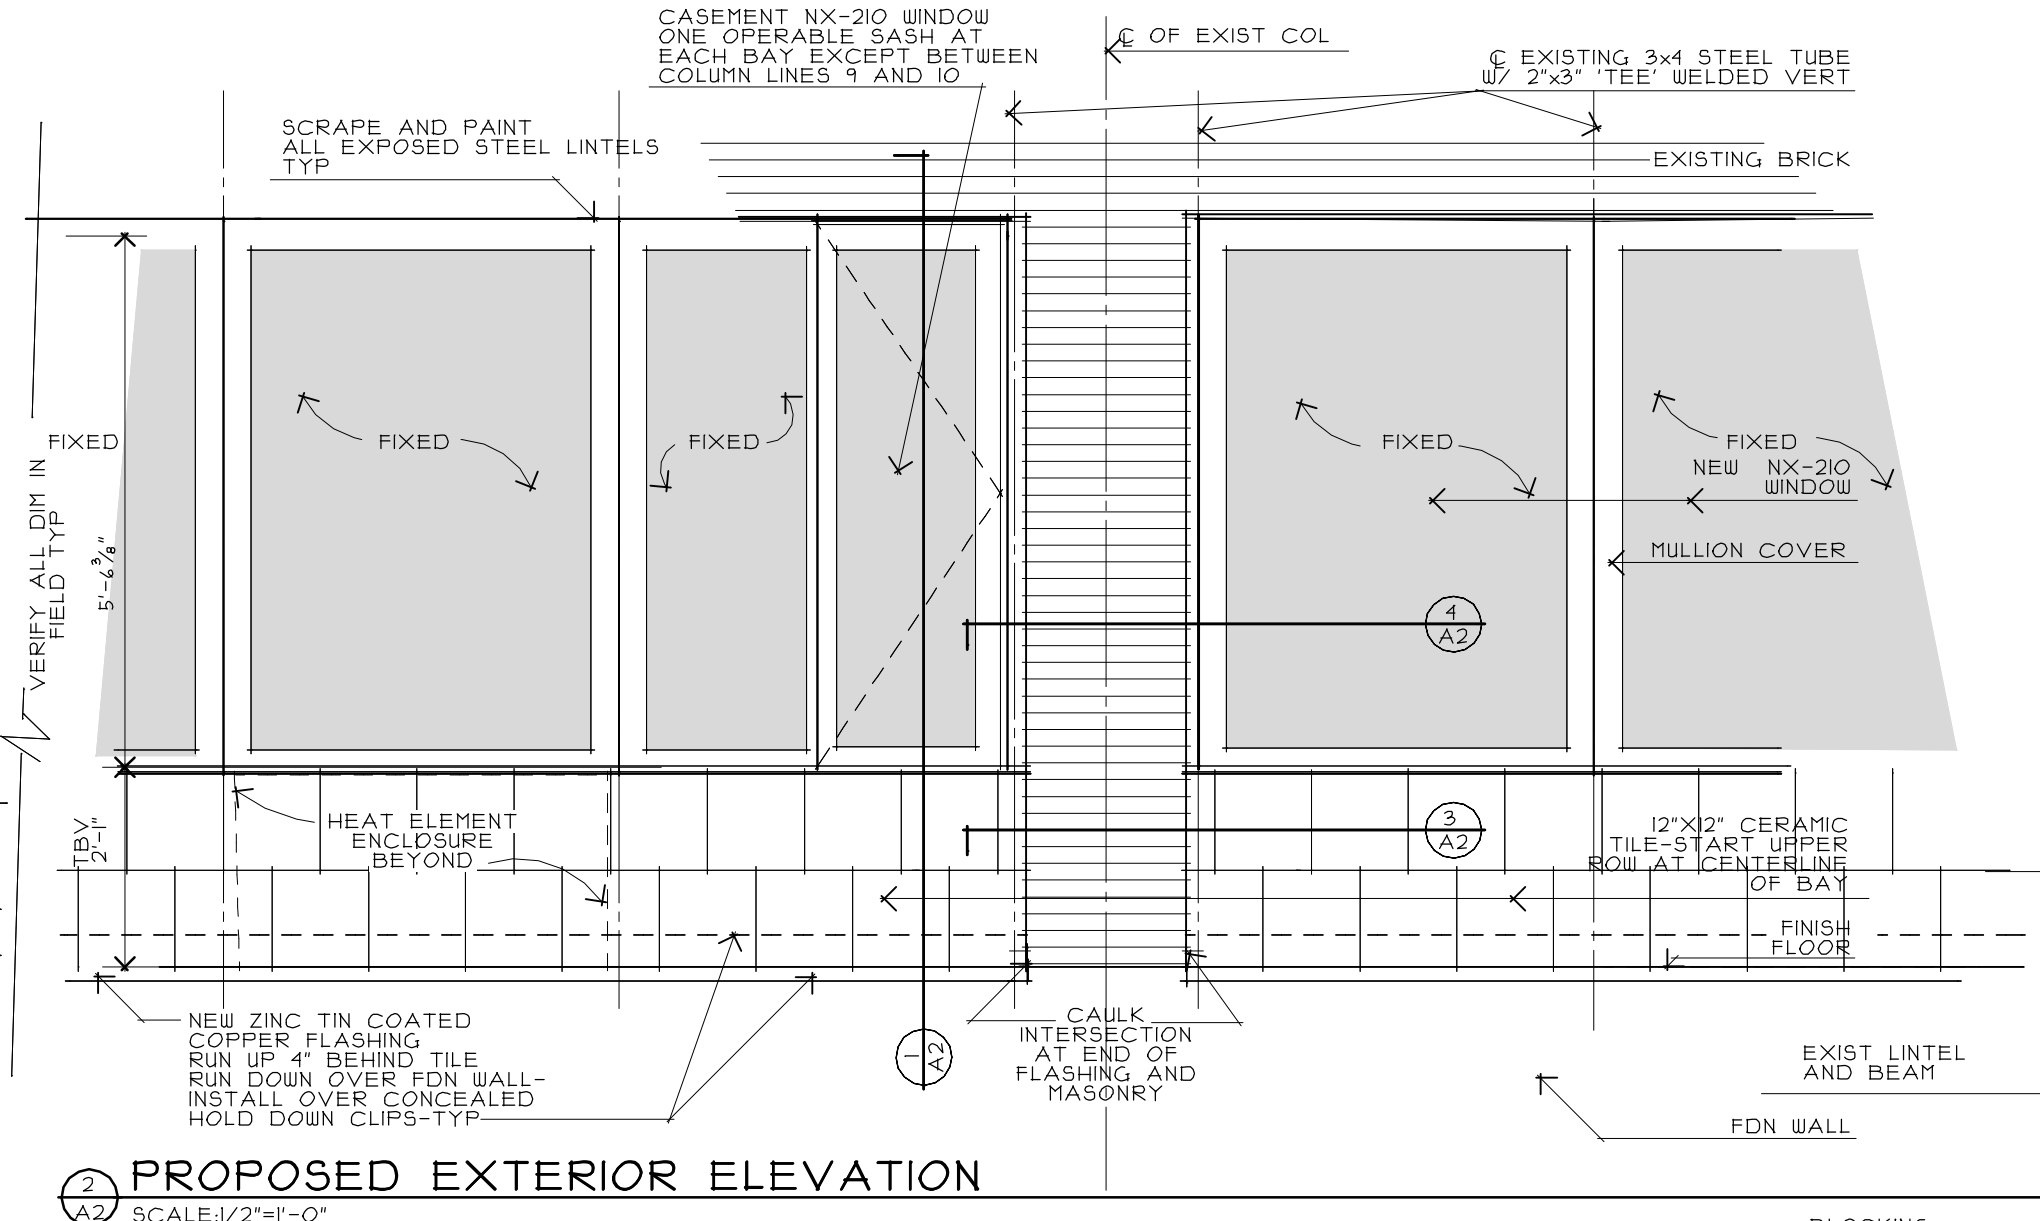 CASEMENT NX-210 WINDOW
ONE OPERABLE SASH AT
EACH BAY EXCEPT BETWEEN
COLUMN LINES 9 AND 10
℄ OF EXIST COL
℄ EXISTING 3x4 STEEL TUBE
W/ 2"x3" 'TEE' WELDED VERT
SCRAPE AND PAINT
ALL EXPOSED STEEL LINTELS
TYP
EXISTING BRICK
FIXED
FIXED
FIXED
FIXED
FIXED
NEW NX-210
WINDOW
MULLION COVER
VERIFY ALL DIM IN
FIELD TYP
5'-6 3/8"
4
A2
3
A2
TBV
2'-1"
HEAT ELEMENT
ENCLOSURE
BEYOND
12"X12" CERAMIC
TILE-START UPPER
ROW AT CENTERLINE
OF BAY
FINISH
FLOOR
NEW ZINC TIN COATED
COPPER FLASHING
RUN UP 4" BEHIND TILE
RUN DOWN OVER FDN WALL-
INSTALL OVER CONCEALED
HOLD DOWN CLIPS-TYP
1
A2
CAULK
INTERSECTION
AT END OF
FLASHING AND
MASONRY
EXIST LINTEL
AND BEAM
FDN WALL
2
A2
PROPOSED EXTERIOR ELEVATION
SCALE:1/2"=1'-0"